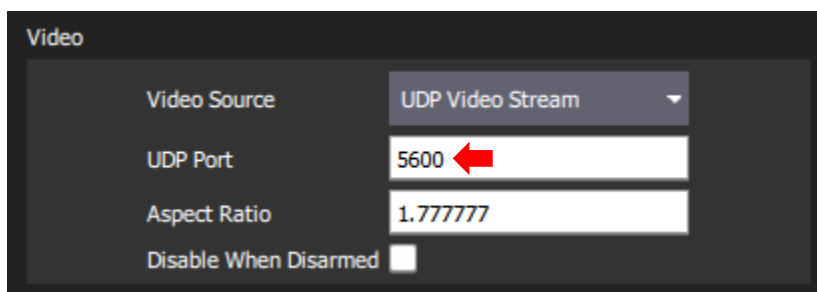 Video
Video Source UDP Video Stream
UDP Port 5600
Aspect Ratio 1.777777
Disable When Disarmed